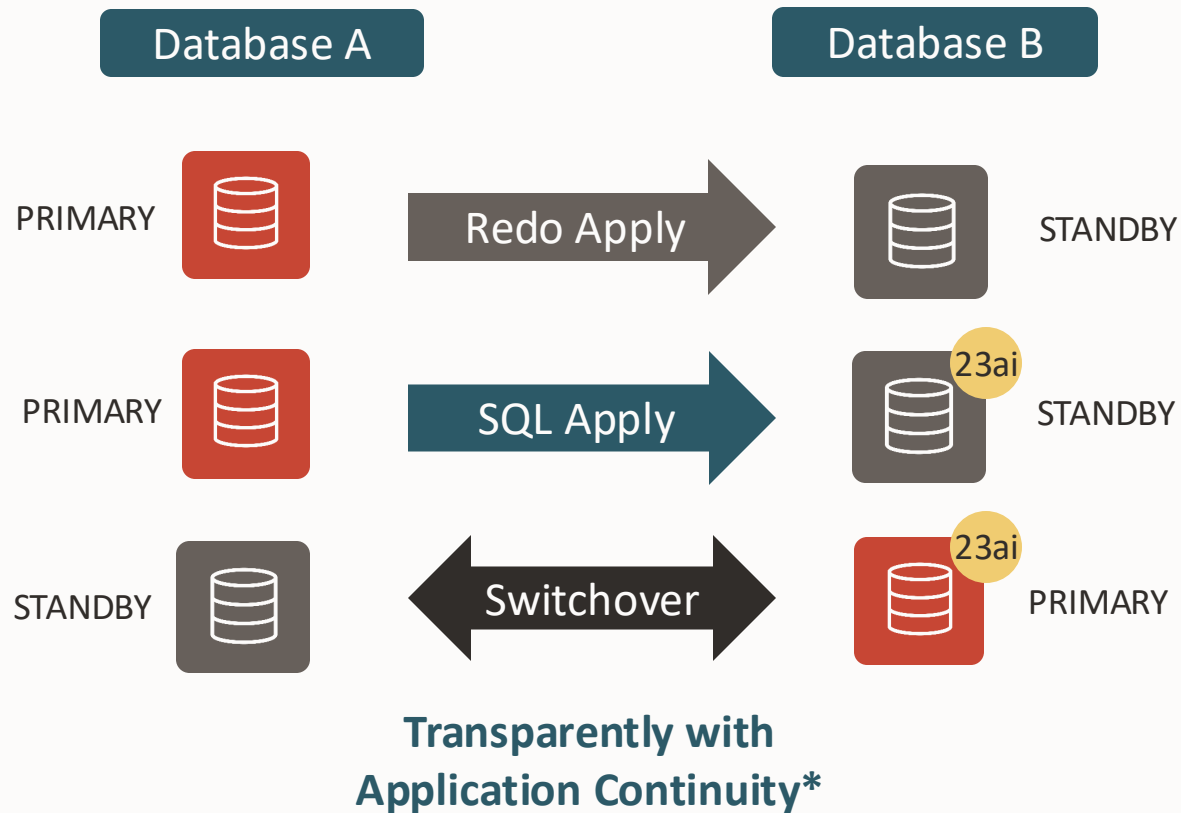 Database A
Database B
PRIMARY
Redo Apply
STANDBY
PRIMARY
SQL Apply
23ai
STANDBY
STANDBY
Switchover
23ai
PRIMARY
Transparently with
Application Continuity*